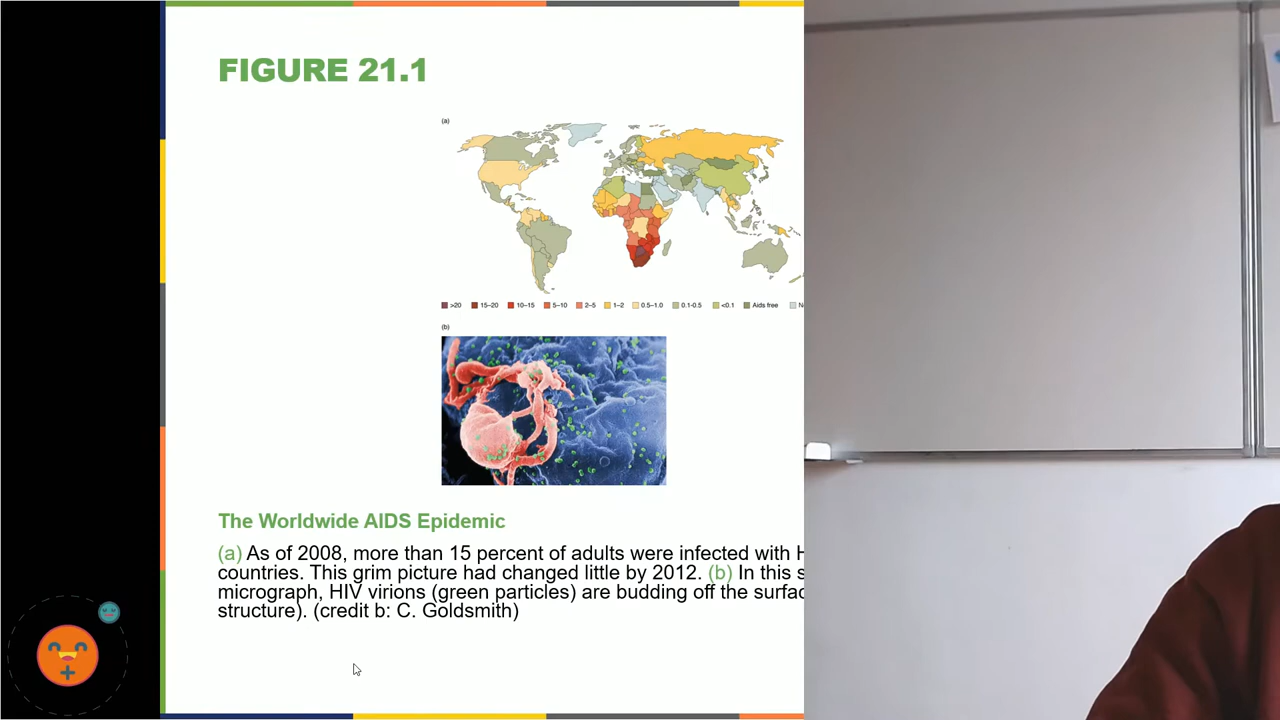 FIGURE 21.1
(a)
>20 15–20 10–15 5–10 2–5 1–2 0.5–1.0 0.1-0.5 <0.1 Aids free
(b)
The Worldwide AIDS Epidemic
(a) As of 2008, more than 15 percent of adults were infected with
countries. This grim picture had changed little by 2012. (b) In this
micrograph, HIV virions (green particles) are budding off the
structure). (credit b: C. Goldsmith)